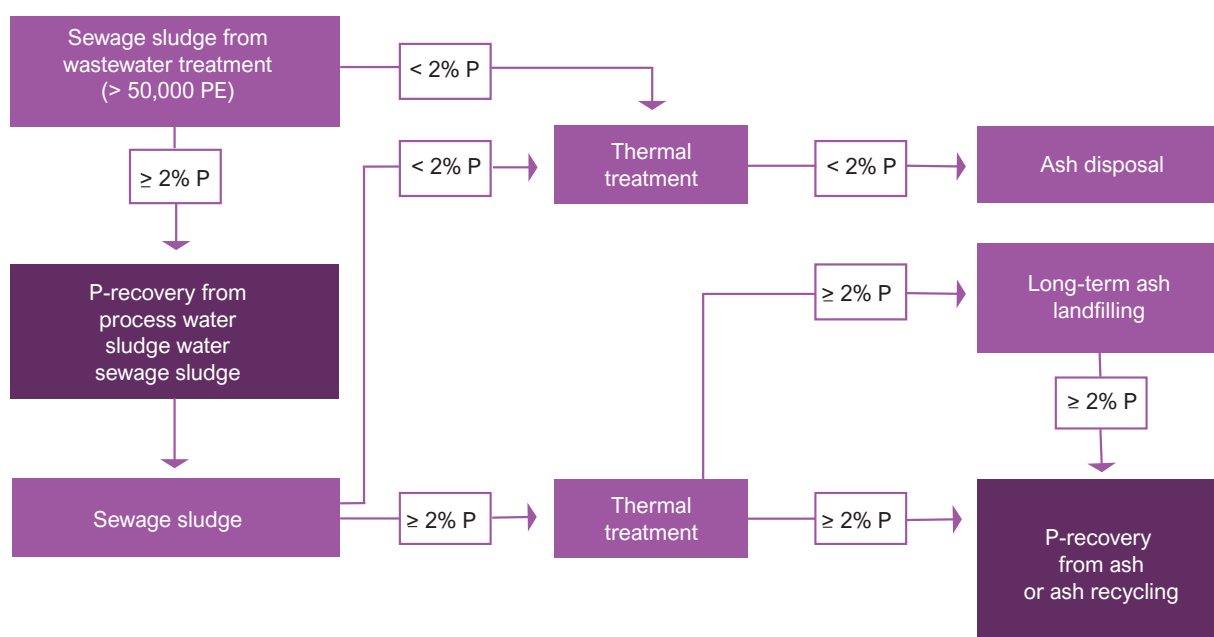 Sewage sludge from
wastewater treatment
(> 50,000 PE)
< 2% P
≥ 2% P
< 2% P
Thermal
treatment
< 2% P
Ash disposal
P-recovery from
process water
sludge water
sewage sludge
≥ 2% P
Long-term ash
landfilling
≥ 2% P
Sewage sludge
≥ 2% P
Thermal
treatment
≥ 2% P
P-recovery
from ash
or ash recycling